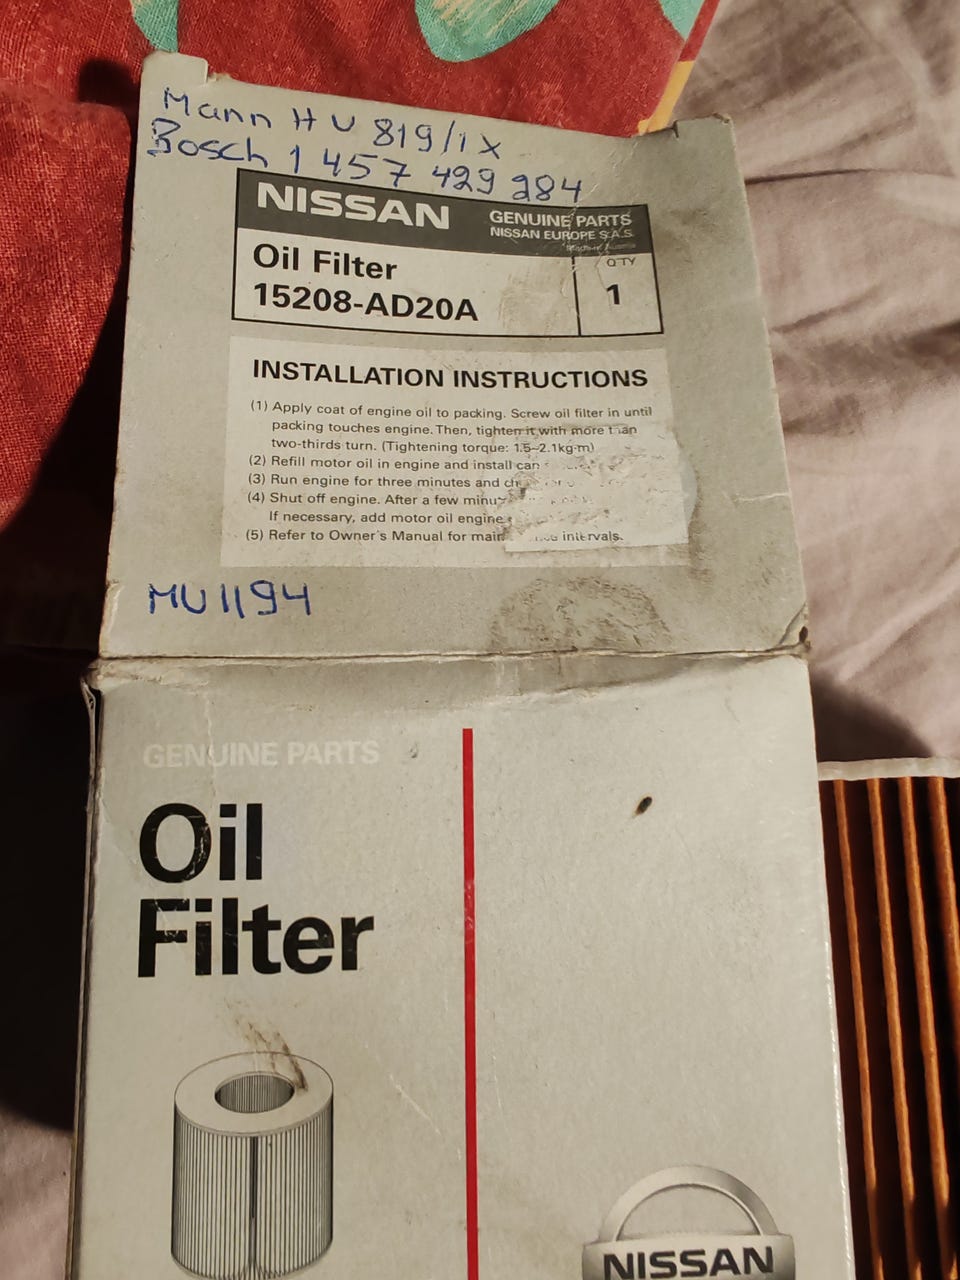 Mann HU 819/1X
Bosch 1 457 429 284
NISSAN
GENUINE PARTS
NISSAN EUROPE S.A.S.
Made in Austria
Oil Filter
15208-AD20A
QTY
1
INSTALLATION INSTRUCTIONS
(1) Apply coat of engine oil to packing. Screw oil filter in until
packing touches engine. Then, tighten it with more than
two-thirds turn. (Tightening torque: 1.5~2.1kg-m)
(2) Refill motor oil in engine and install
(3) Run engine for three minutes and
(4) Shut off engine. After a few
If necessary, add motor oil engine
(5) Refer to Owner's Manual for intervals.
MU1194
GENUINE PARTS
Oil
Filter
NISSAN